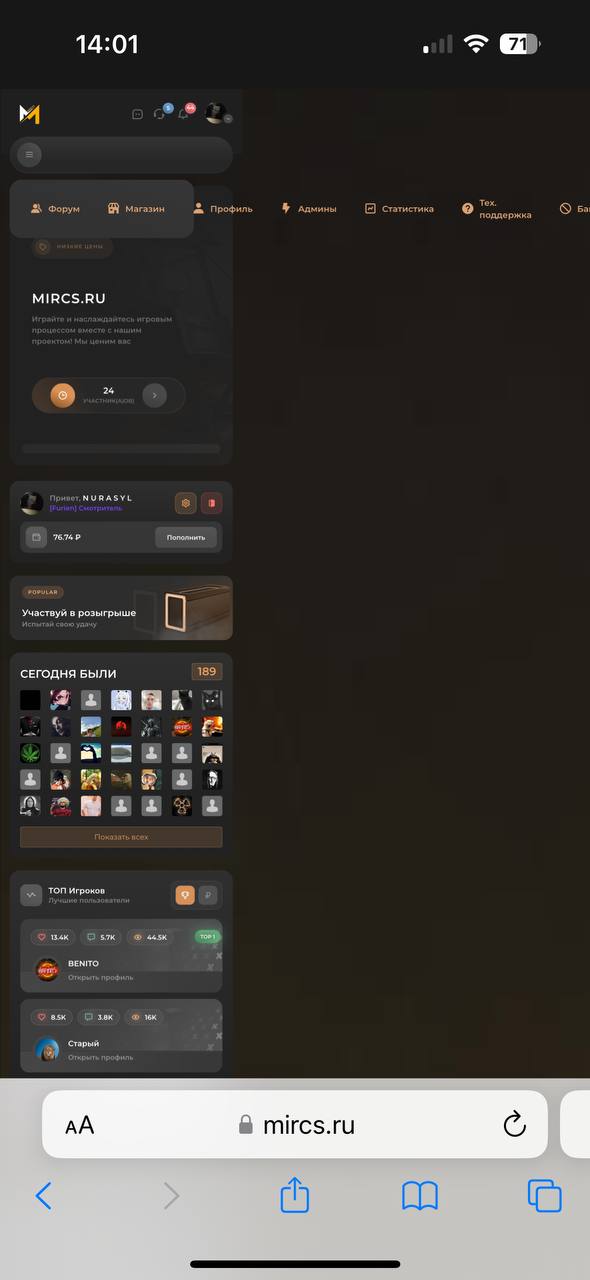 14:01
71
5
44
Форум
Магазин
Профиль
Админы
Статистика
Тех.
поддержка
Ба
НИЗКИЕ ЦЕНЫ
MIRCS.RU
Играйте и наслаждайтесь игровым
процессом вместе с нашим
проектом! Мы ценим вас
24
УЧАСТНИК(А/ОВ)
Привет, N U R A S Y L
[Furien] Смотритель
76.74 ₽
Пополнить
POPULAR
Участвуй в розыгрыше
Испытай свою удачу
СЕГОДНЯ БЫЛИ
189
Показать всех
ТОП Игроков
Лучшие пользователи
₽
13.4K
5.7K
44.5K
TOP 1
BENITO
Открыть профиль
8.5K
3.8K
16K
Старый
Открыть профиль
AA
mircs.ru